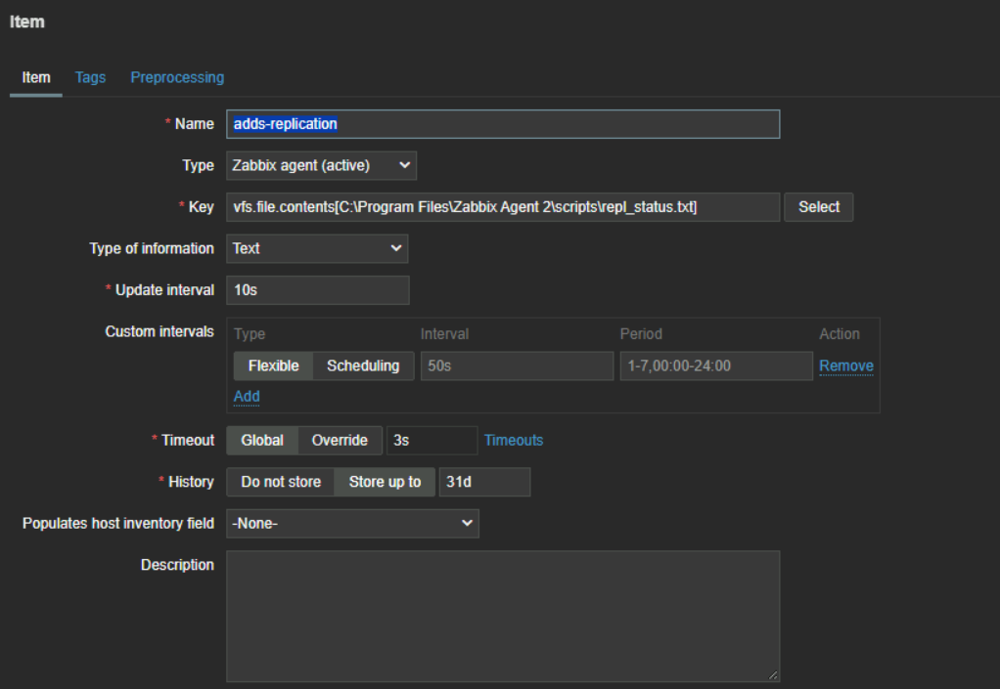 Item
Item Tags Preprocessing
* Name adds-replication
Type Zabbix agent (active)
* Key vfs.file.contents[C:\Program Files\Zabbix Agent 2\scripts\repl_status.txt] Select
Type of information Text
* Update interval 10s
Custom intervals Type Interval Period Action
Flexible Scheduling 50s 1-7,00:00-24:00 Remove
Add
* Timeout Global Override 3s Timeouts
* History Do not store Store up to 31d
Populates host inventory field -None-
Description